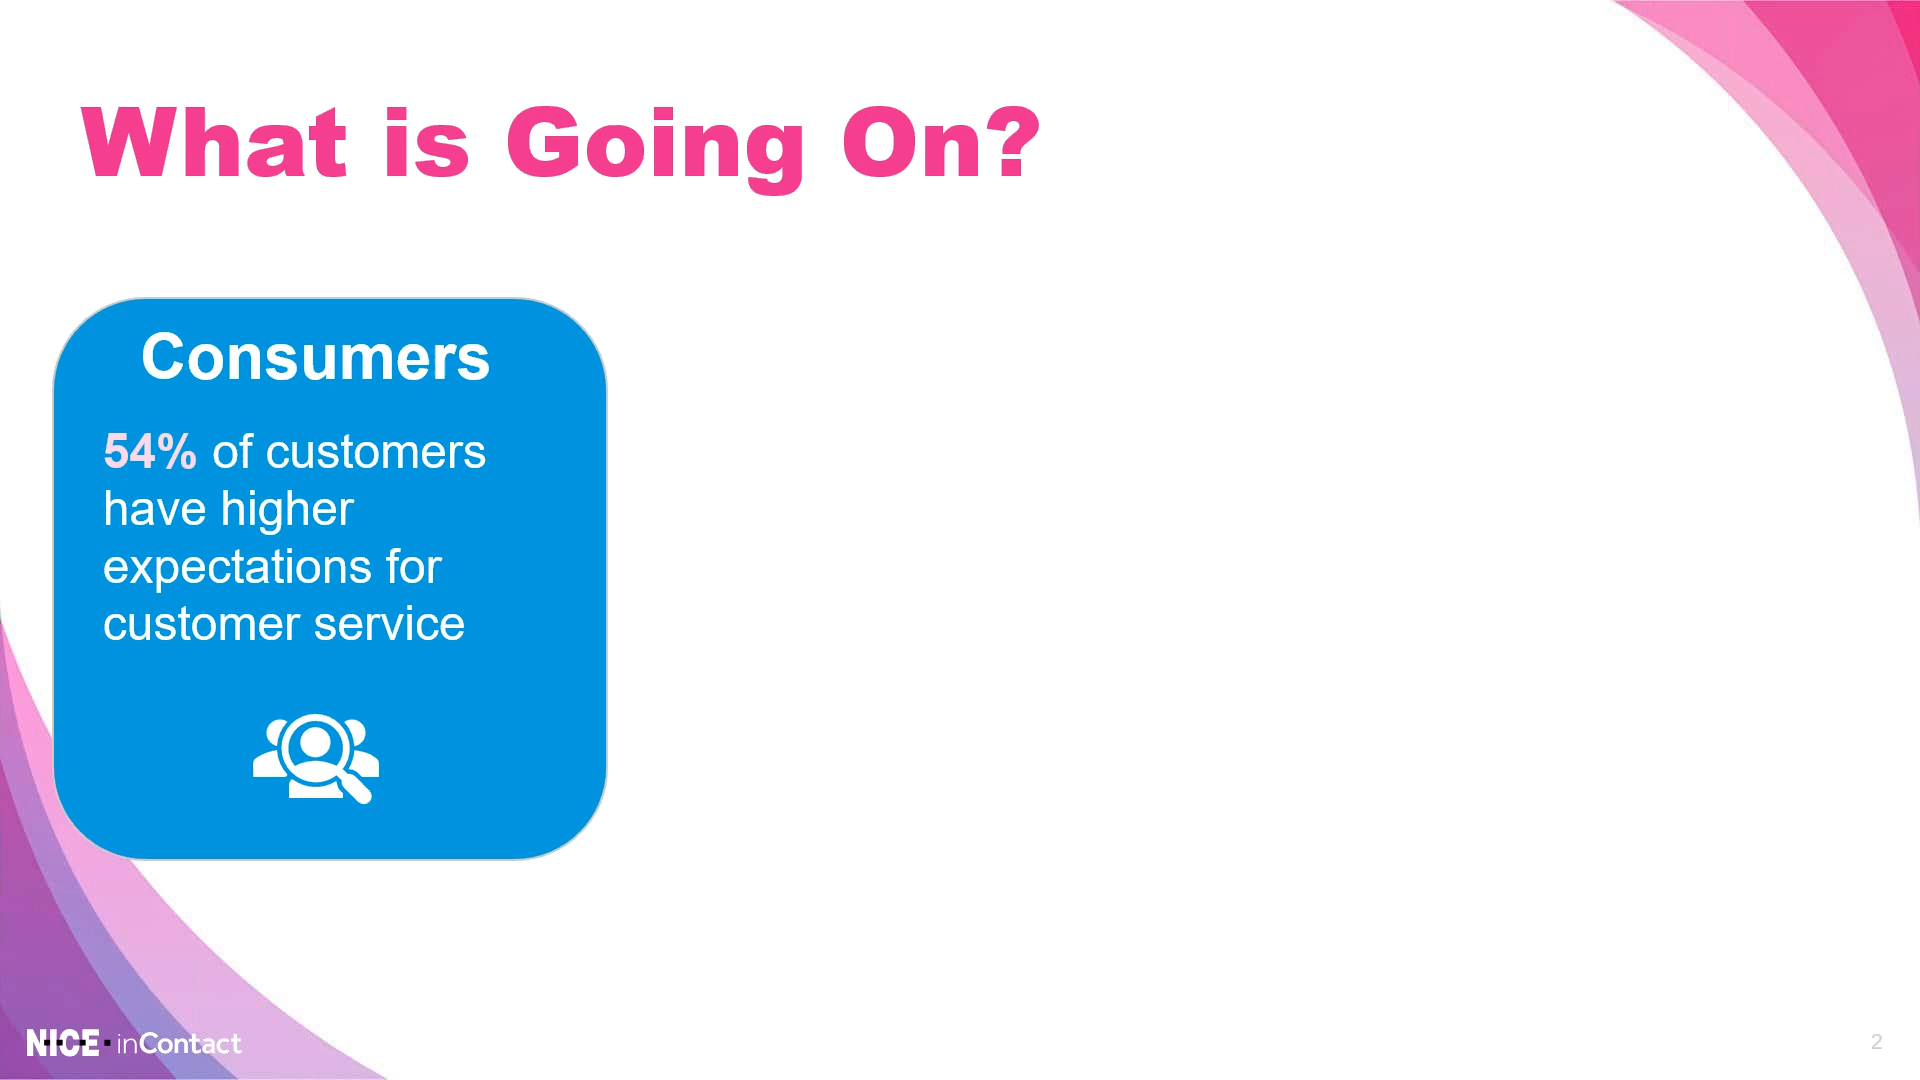 What is Going On?
Consumers
54% of customers
have higher
expectations for
customer service
NICE · inContact
2